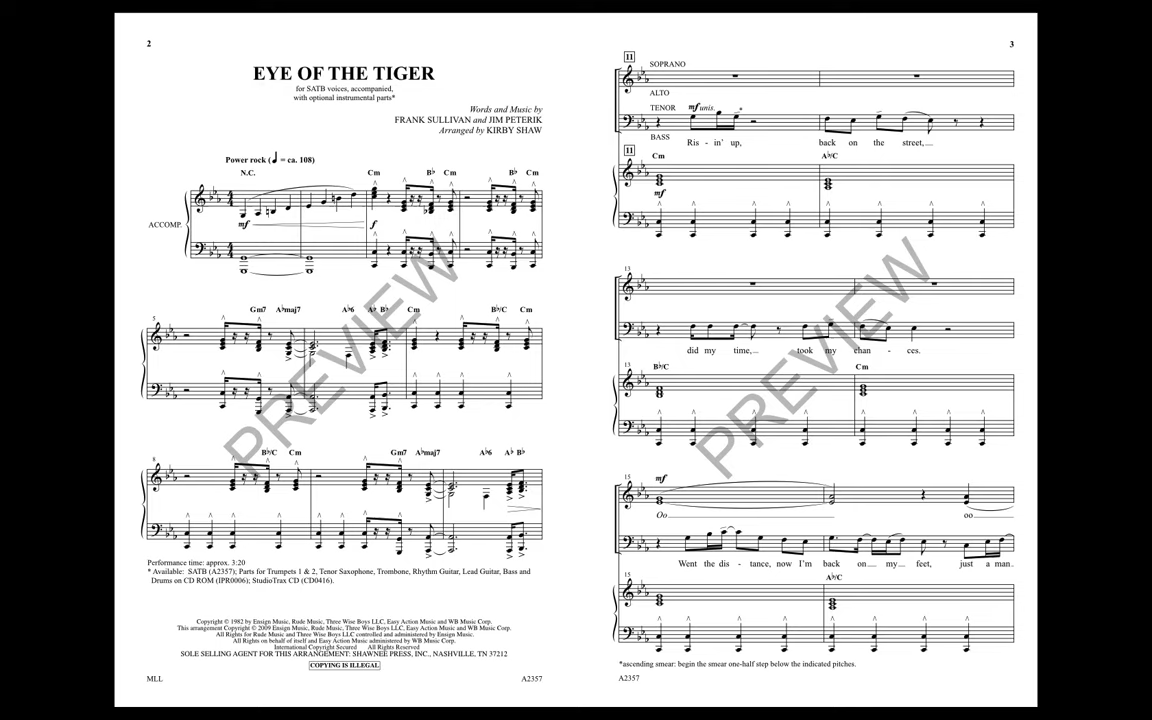 2
EYE OF THE TIGER
for SATB voices, accompanied,
with optional instrumental parts*
Words and Music by
FRANK SULLIVAN and JIM PETERIK
Arranged by KIRBY SHAW
Power rock (♩ = ca. 108)
N.C. Cm B♭ Cm B♭ Cm
ACCOMP.
mf f
5
Gm7 A♭maj7 A♭6 A♭ B♭ Cm B♭/C Cm
8
B♭/C Cm Gm7 A♭maj7 A♭6 A♭ B♭
PREVIEW
Performance time: approx. 3:20
* Available: SATB (A2357); Parts for Trumpets 1 & 2, Tenor Saxophone, Trombone, Rhythm Guitar, Lead Guitar, Bass and
Drums on CD ROM (IPR0006); StudioTrax CD (CD0416).
Copyright © 1982 by Ensign Music, Rude Music, Three Wise Boys LLC, Easy Action Music and WB Music Corp.
This arrangement Copyright © 2009 Ensign Music, Rude Music, Three Wise Boys LLC, Easy Action Music and WB Music Corp.
All Rights for Rude Music and Three Wise Boys LLC controlled and administered by Ensign Music.
All Rights on behalf of itself and Easy Action Music administered by WB Music Corp.
International Copyright Secured All Rights Reserved
SOLE SELLING AGENT FOR THIS ARRANGEMENT: SHAWNEE PRESS, INC., NASHVILLE, TN 37212
COPYING IS ILLEGAL
MLL A2357
3
11
SOPRANO
ALTO
TENOR mf unis. *
BASS
Ris - in' up, back on the street,
11
Cm A♭/C
mf
13
did my time, took my chan - ces.
13
B♭/C Cm
15
mf
Oo oo
Went the dis - tance, now I'm back on my feet, just a man
15
A♭/C
PREVIEW
*ascending smear: begin the smear one-half step below the indicated pitches.
A2357